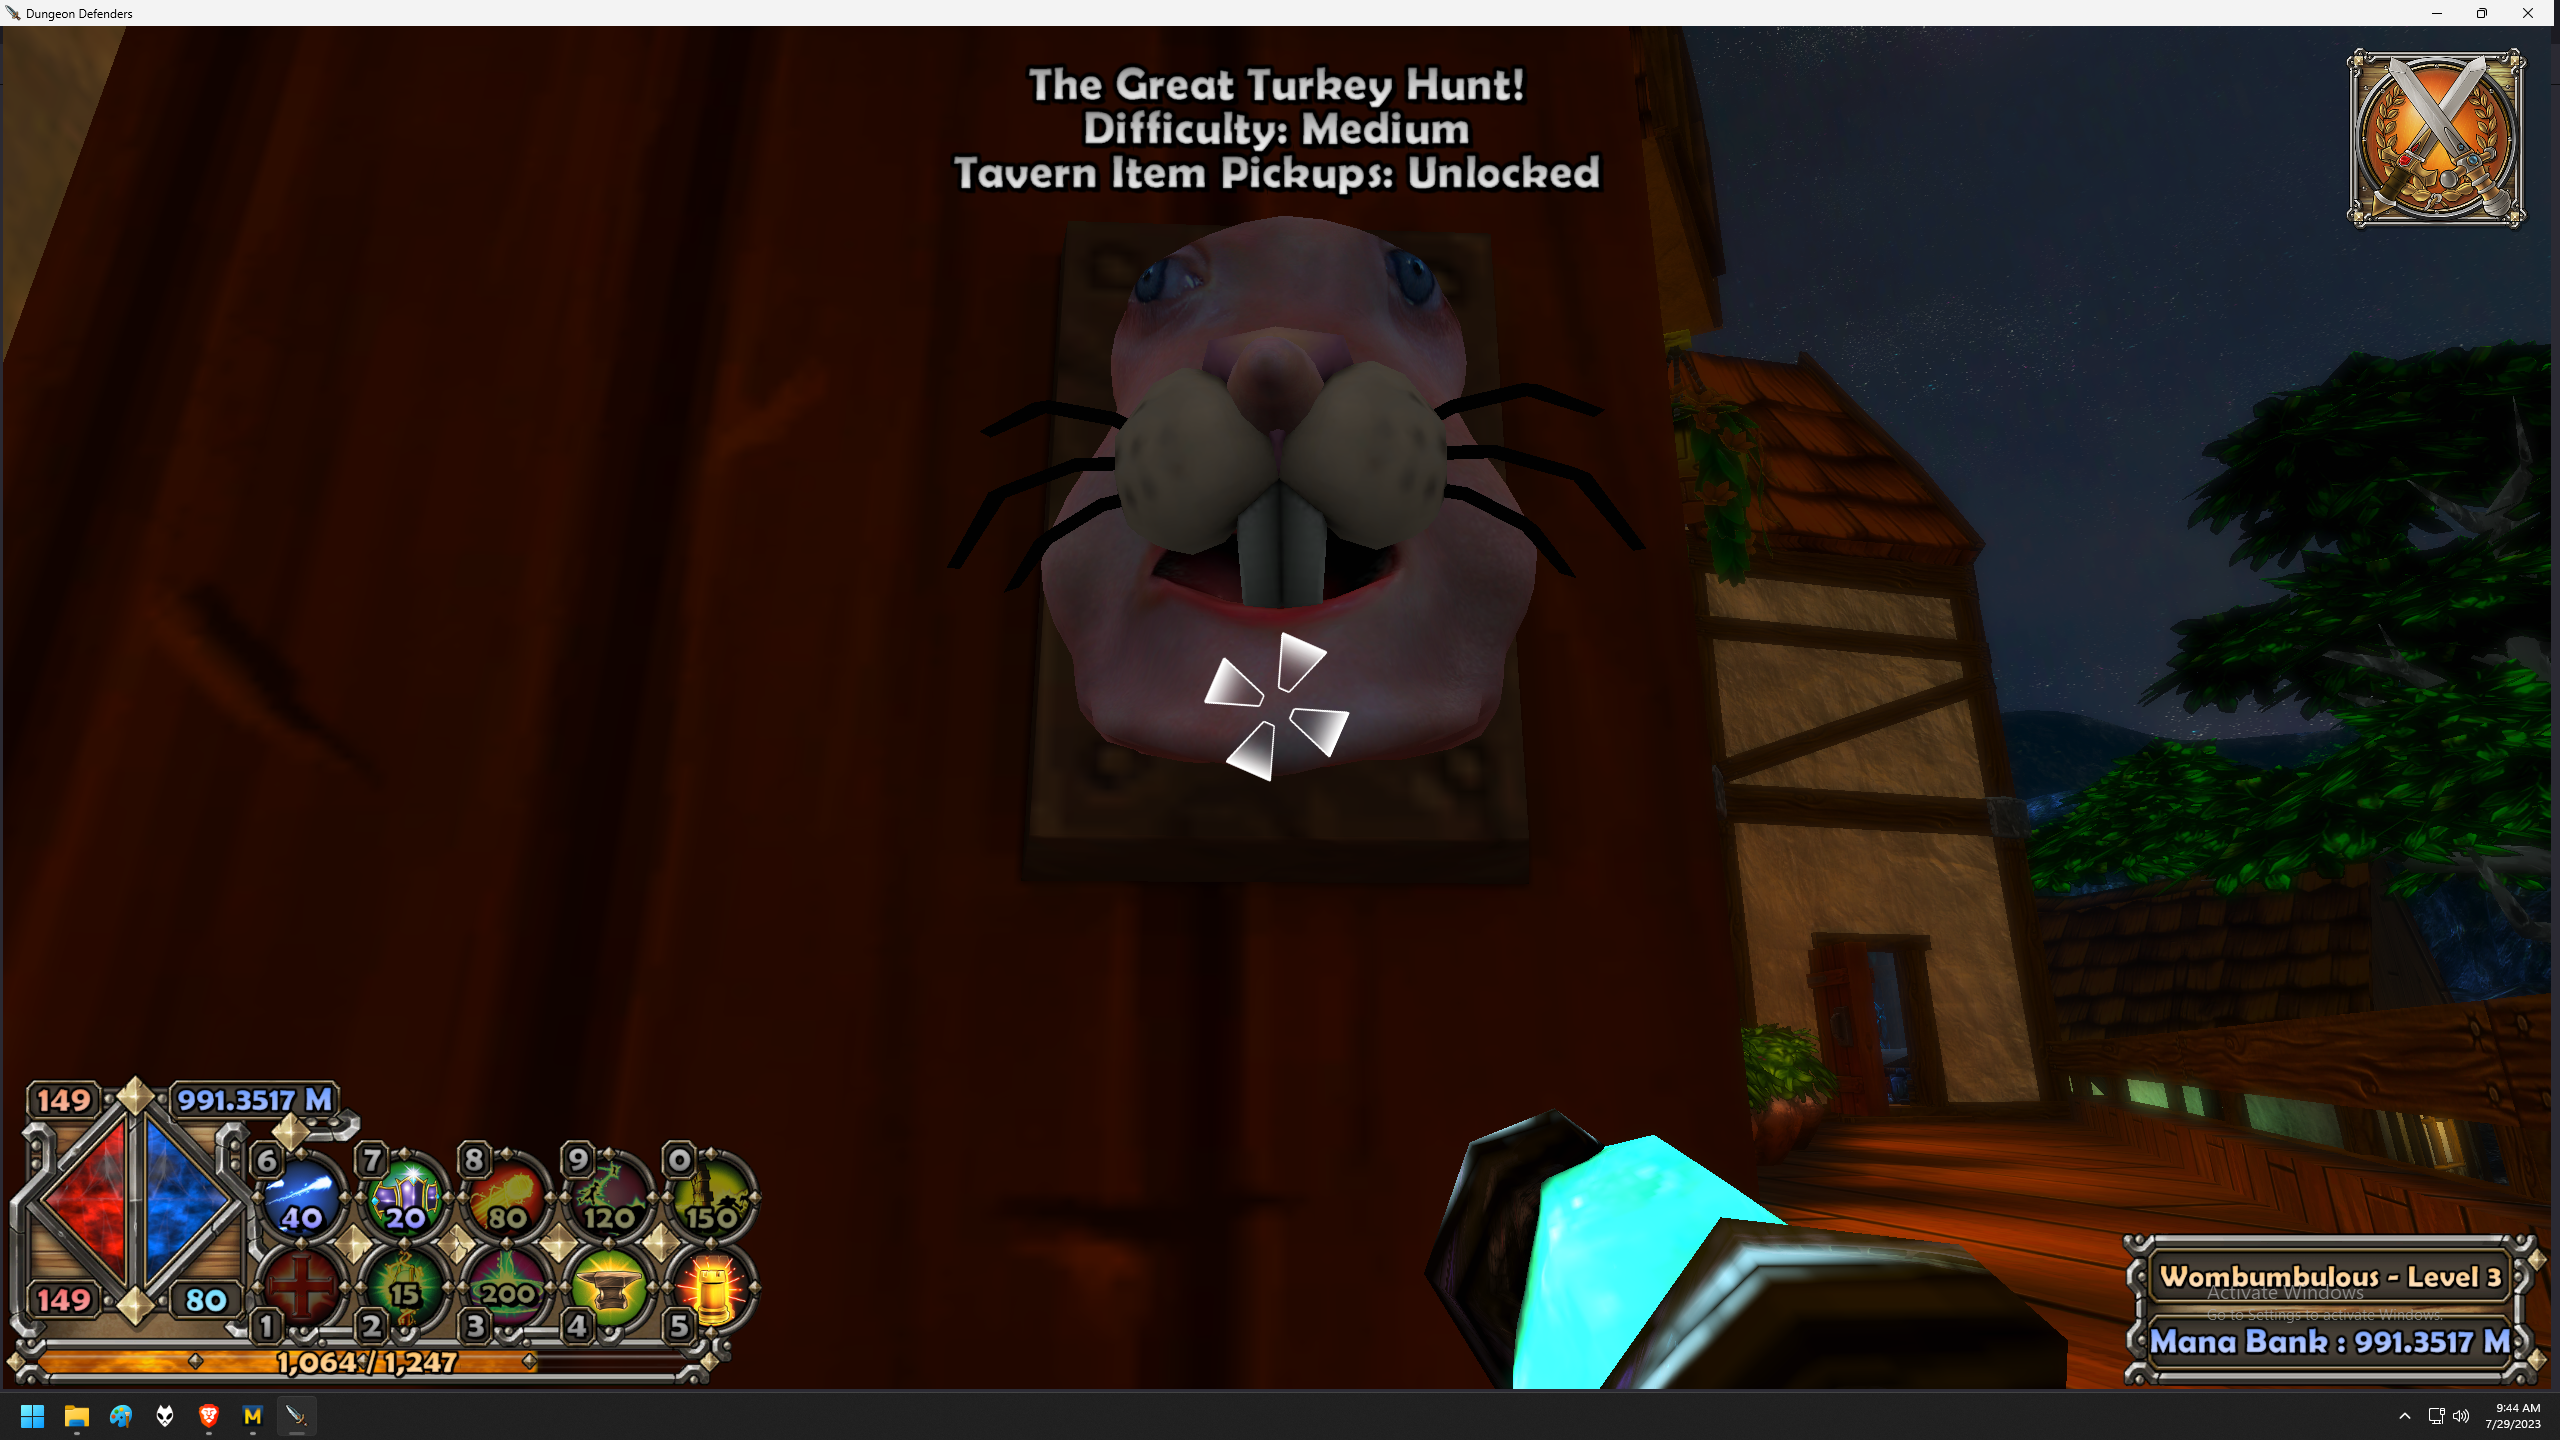 Dungeon Defenders
The Great Turkey Hunt!
Difficulty: Medium
Tavern Item Pickups: Unlocked
149
991.3517 M
6
7
8
9
0
40
20
80
120
150
149
80
15
200
1
2
3
4
5
1,064 / 1,247
Wombumbulous - Level 3
Activate Windows
Go to Settings to activate Windows.
Mana Bank : 991.3517 M
M
9:44 AM
7/29/2023